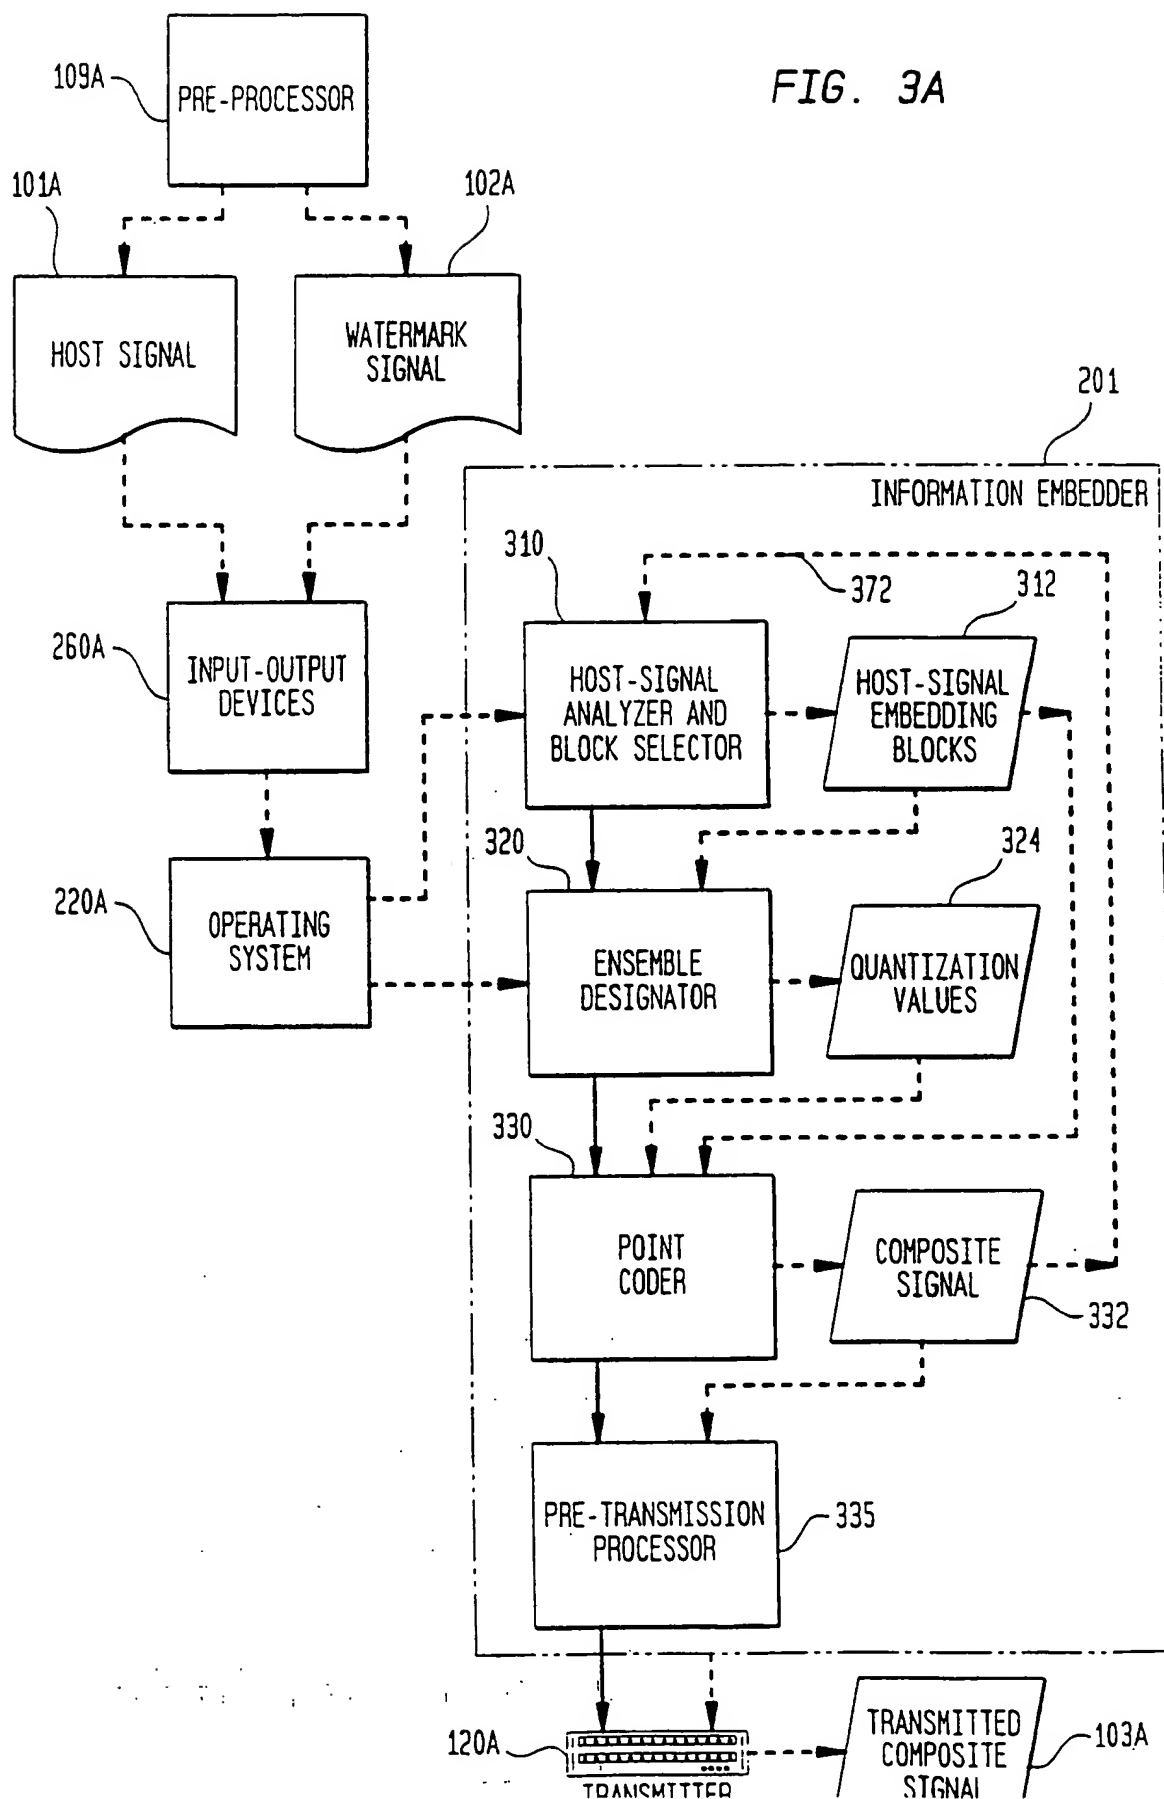 FIG. 3A
109A
PRE-PROCESSOR
101A
102A
HOST SIGNAL
WATERMARK
SIGNAL
201
INFORMATION EMBEDDER
310
372
312
260A
INPUT-OUTPUT
DEVICES
HOST-SIGNAL
ANALYZER AND
BLOCK SELECTOR
HOST-SIGNAL
EMBEDDING
BLOCKS
320
324
220A
OPERATING
SYSTEM
ENSEMBLE
DESIGNATOR
QUANTIZATION
VALUES
330
POINT
CODER
COMPOSITE
SIGNAL
332
PRE-TRANSMISSION
PROCESSOR
335
120A
TRANSMITTER
TRANSMITTED
COMPOSITE
SIGNAL
103A